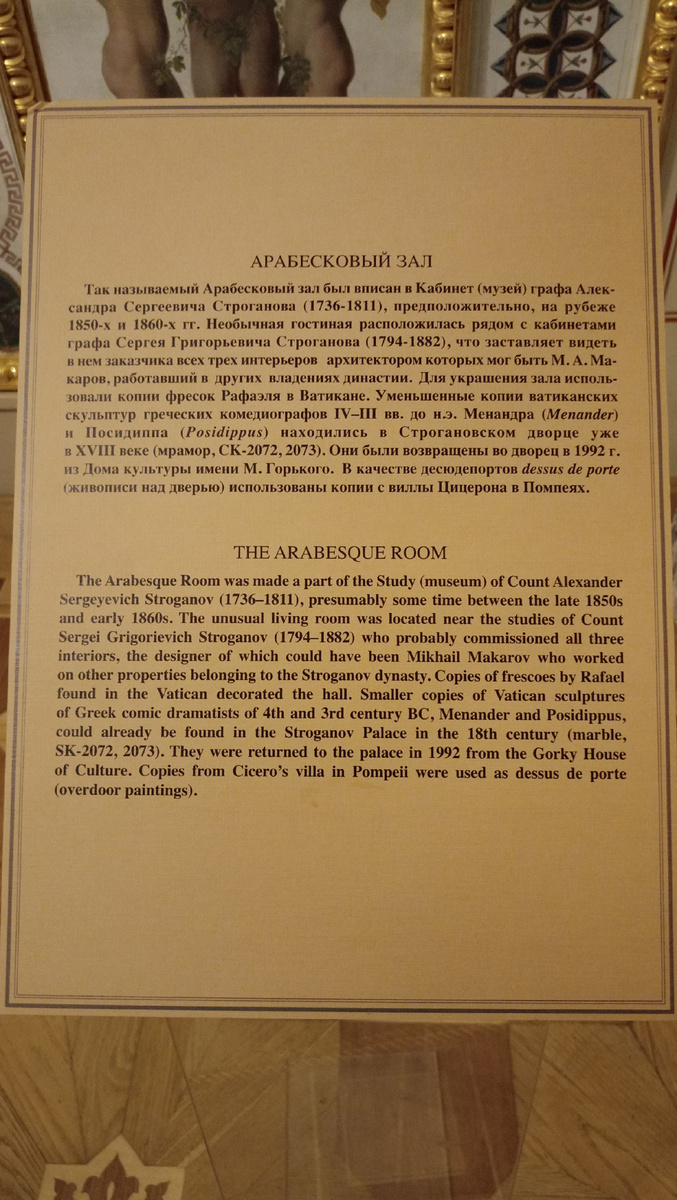 АРАБЕСКОВЫЙ ЗАЛ
Так называемый Арабесковый зал был вписан в Кабинет (музей) графа Алек-
сандра Сергеевича Строганова (1736-1811), предположительно, на рубеже
1850-х и 1860-х гг. Необычная гостиная расположилась рядом с кабинетами
графа Сергея Григорьевича Строганова (1794-1882), что заставляет видеть
в нем заказчика всех трех интерьеров архитектором которых мог быть М. А. Ма-
каров, работавший в других владениях династии. Для украшения зала исполь-
зовали копии фресок Рафаэля в Ватикане. Уменьшенные копии ватиканских
скульптур греческих комедиографов IV–III вв. до н.э. Менандра (Menander)
и Посидиппа (Posidippus) находились в Строгановском дворце уже
в XVIII веке (мрамор, СК-2072, 2073). Они были возвращены во дворец в 1992 г.
из Дома культуры имени М. Горького. В качестве десюдепортов dessus de porte
(живописи над дверью) использованы копии с виллы Цицерона в Помпеях.
THE ARABESQUE ROOM
The Arabesque Room was made a part of the Study (museum) of Count Alexander
Sergeyevich Stroganov (1736–1811), presumably some time between the late 1850s
and early 1860s. The unusual living room was located near the studies of Count
Sergei Grigorievich Stroganov (1794–1882) who probably commissioned all three
interiors, the designer of which could have been Mikhail Makarov who worked
on other properties belonging to the Stroganov dynasty. Copies of frescoes by Rafael
found in the Vatican decorated the hall. Smaller copies of Vatican sculptures
of Greek comic dramatists of 4th and 3rd century BC, Menander and Posidippus,
could already be found in the Stroganov Palace in the 18th century (marble,
SK-2072, 2073). They were returned to the palace in 1992 from the Gorky House
of Culture. Copies from Cicero's villa in Pompeii were used as dessus de porte
(overdoor paintings).